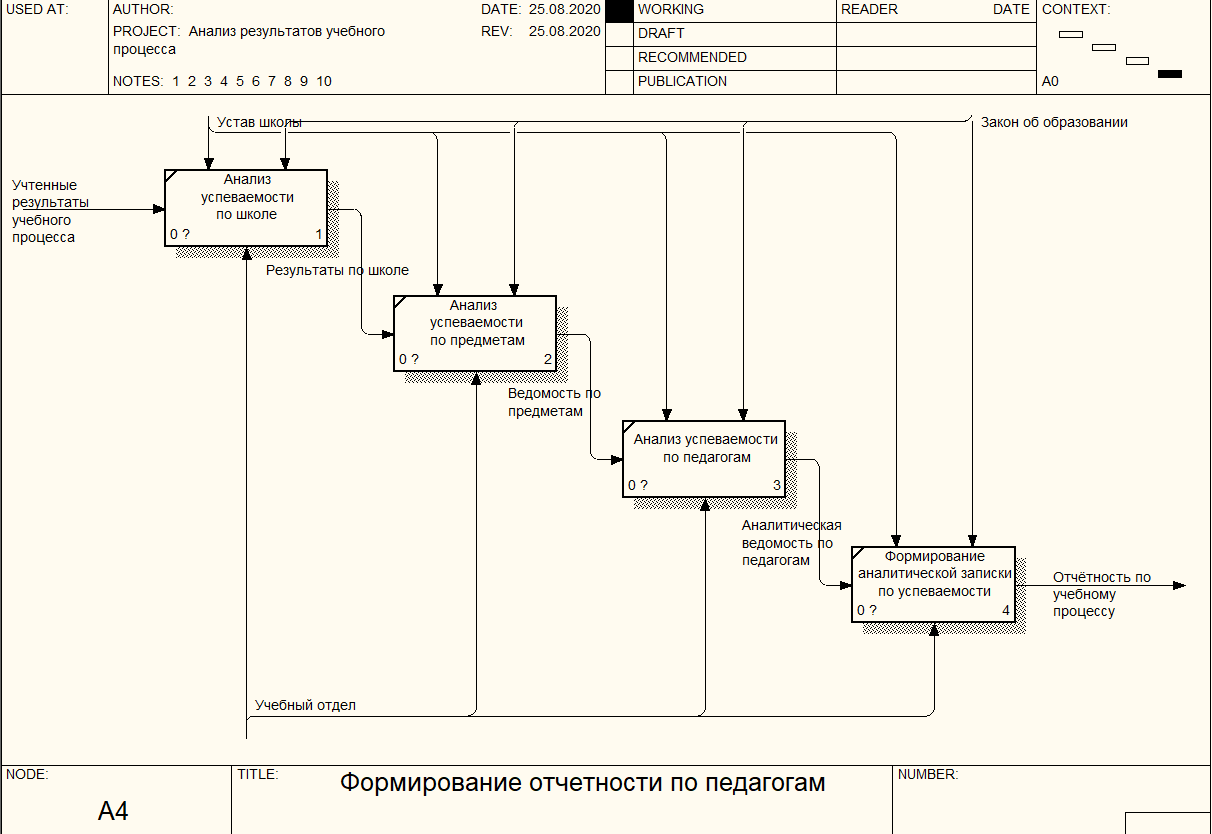 USED AT:
AUTHOR:
DATE: 25.08.2020
PROJECT: Анализ результатов учебного
процесса
REV: 25.08.2020
NOTES: 1 2 3 4 5 6 7 8 9 10
WORKING
DRAFT
RECOMMENDED
PUBLICATION
READER
DATE
CONTEXT:
A0
Устав школы
Закон об образовании
Учтенные
результаты
учебного
процесса
Анализ
успеваемости
по школе
0 ?
1
Результаты по школе
Анализ
успеваемости
по предметам
0 ?
2
Ведомость по
предметам
Анализ успеваемости
по педагогам
0 ?
3
Аналитическая
ведомость по
педагогам
Формирование
аналитической записки
по успеваемости
0 ?
4
Отчётность по
учебному
процессу
Учебный отдел
NODE:
A4
TITLE:
Формирование отчетности по педагогам
NUMBER: